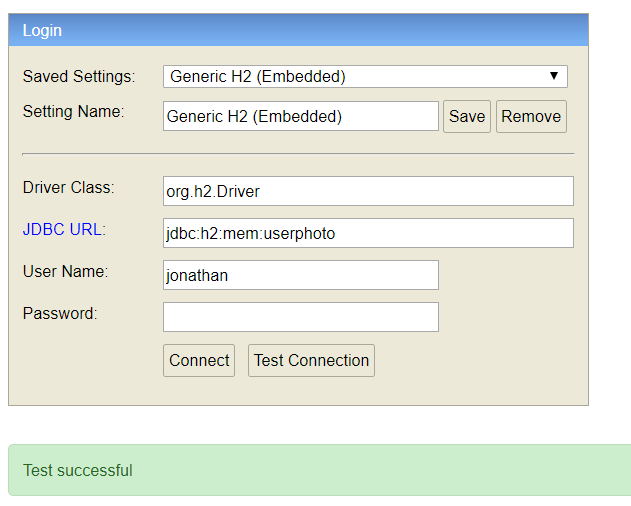 Login
Saved Settings: Generic H2 (Embedded)
Setting Name: Generic H2 (Embedded) Save Remove
Driver Class: org.h2.Driver
JDBC URL: jdbc:h2:mem:userphoto
User Name: jonathan
Password:
Connect Test Connection
Test successful